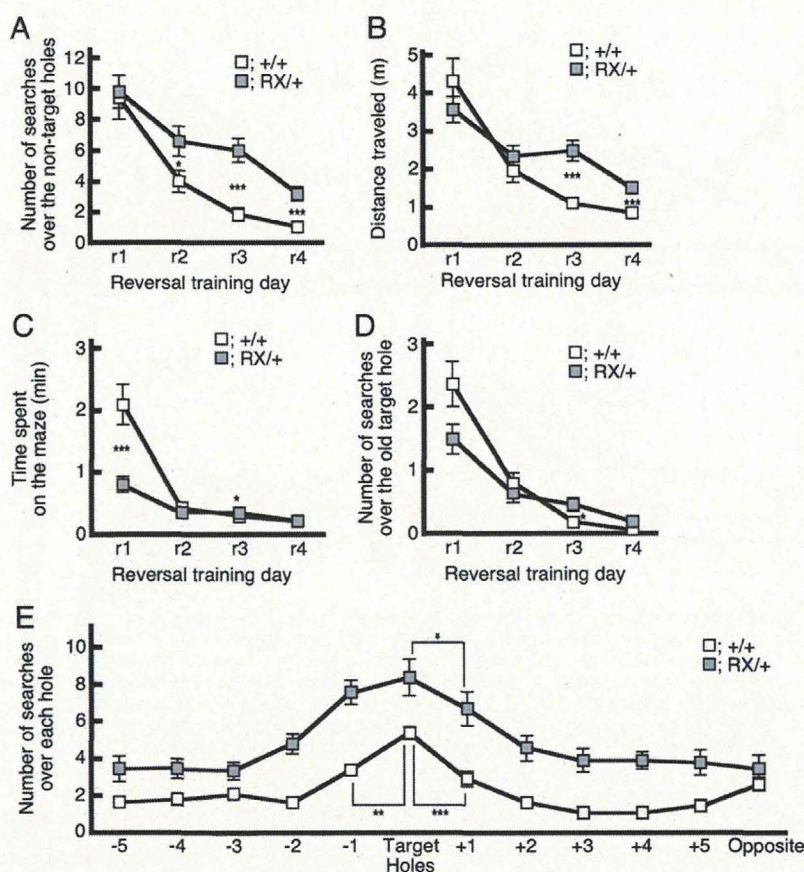 A
12
10
8
6
4
2
0
Number of searches
over the non-target holes
; +/+
; RX/+
*
***
***
r1 r2 r3 r4
Reversal training day
B
5
4
3
2
1
0
Distance traveled (m)
; +/+
; RX/+
***
***
r1 r2 r3 r4
Reversal training day
C
3
2
1
0
Time spent
on the maze (min)
; +/+
; RX/+
***
*
r1 r2 r3 r4
Reversal training day
D
3
2
1
0
Number of searches
over the old target hole
; +/+
; RX/+
*
r1 r2 r3 r4
Reversal training day
E
10
8
6
4
2
0
Number of searches
over each hole
; +/+
; RX/+
*
**
***
-5 -4 -3 -2 -1 Target +1 +2 +3 +4 +5 Opposite
Holes